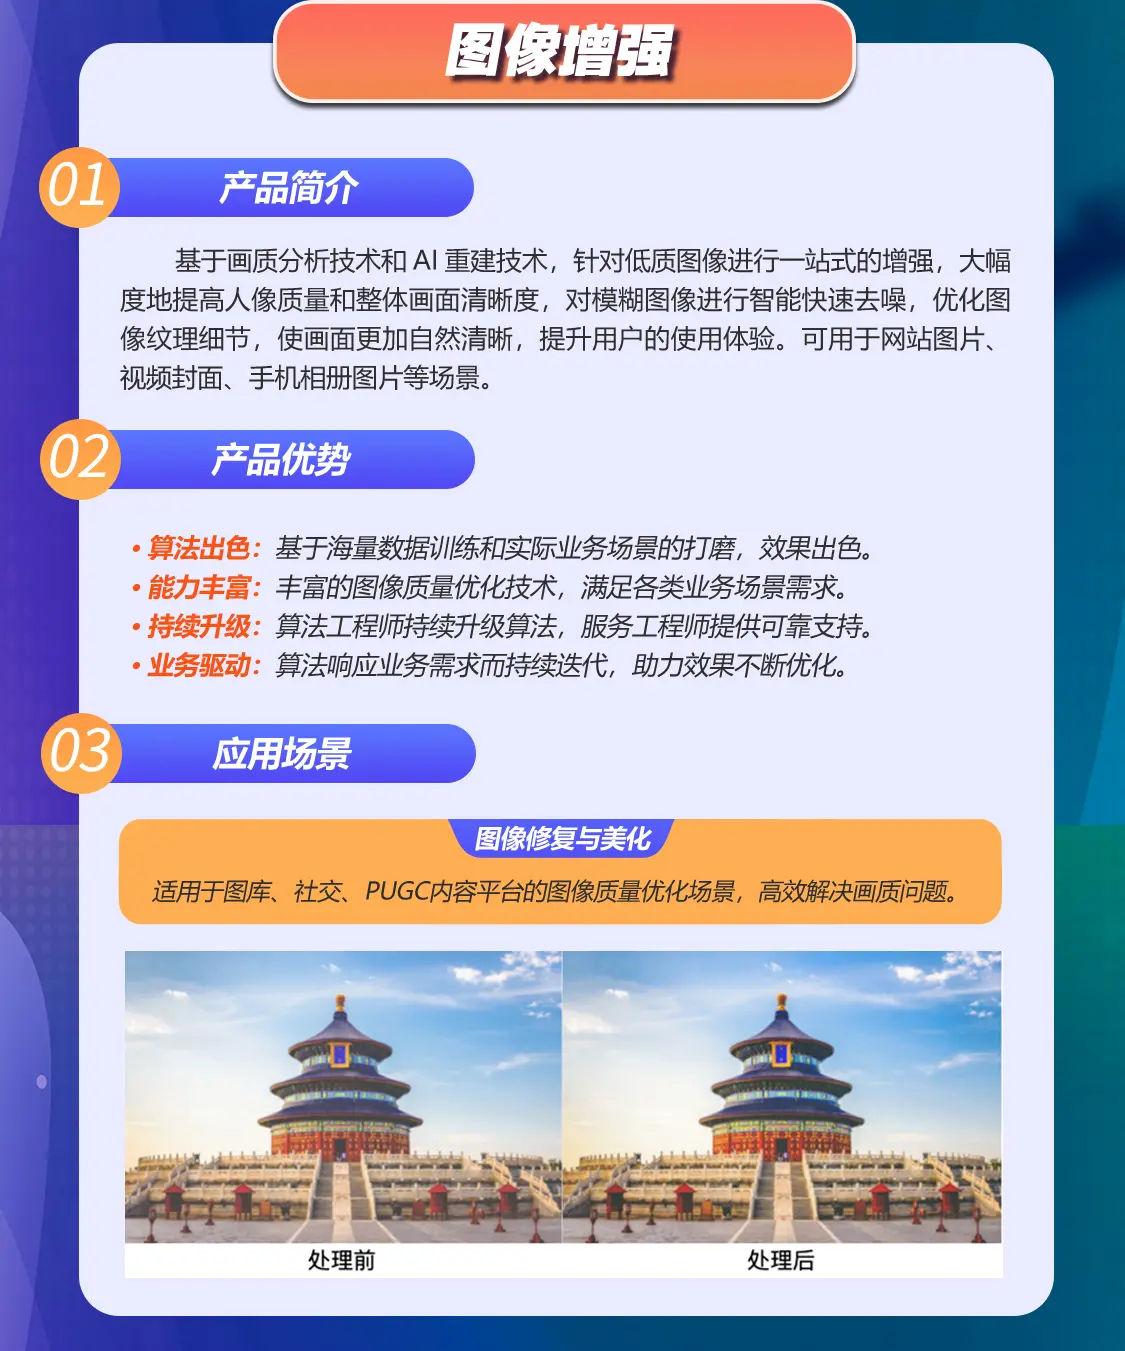 图像增强
01
产品简介
基于画质分析技术和 AI 重建技术，针对低质图像进行一站式的增强，大幅
度地提高人像质量和整体画面清晰度，对模糊图像进行智能快速去噪，优化图
像纹理细节，使画面更加自然清晰，提升用户的使用体验。可用于网站图片、
视频封面、手机相册图片等场景。
02
产品优势
• 算法出色：基于海量数据训练和实际业务场景的打磨，效果出色。
• 能力丰富：丰富的图像质量优化技术，满足各类业务场景需求。
• 持续升级：算法工程师持续升级算法，服务工程师提供可靠支持。
• 业务驱动：算法响应业务需求而持续迭代，助力效果不断优化。
03
应用场景
图像修复与美化
适用于图库、社交、PUGC内容平台的图像质量优化场景，高效解决画质问题。
处理前
处理后